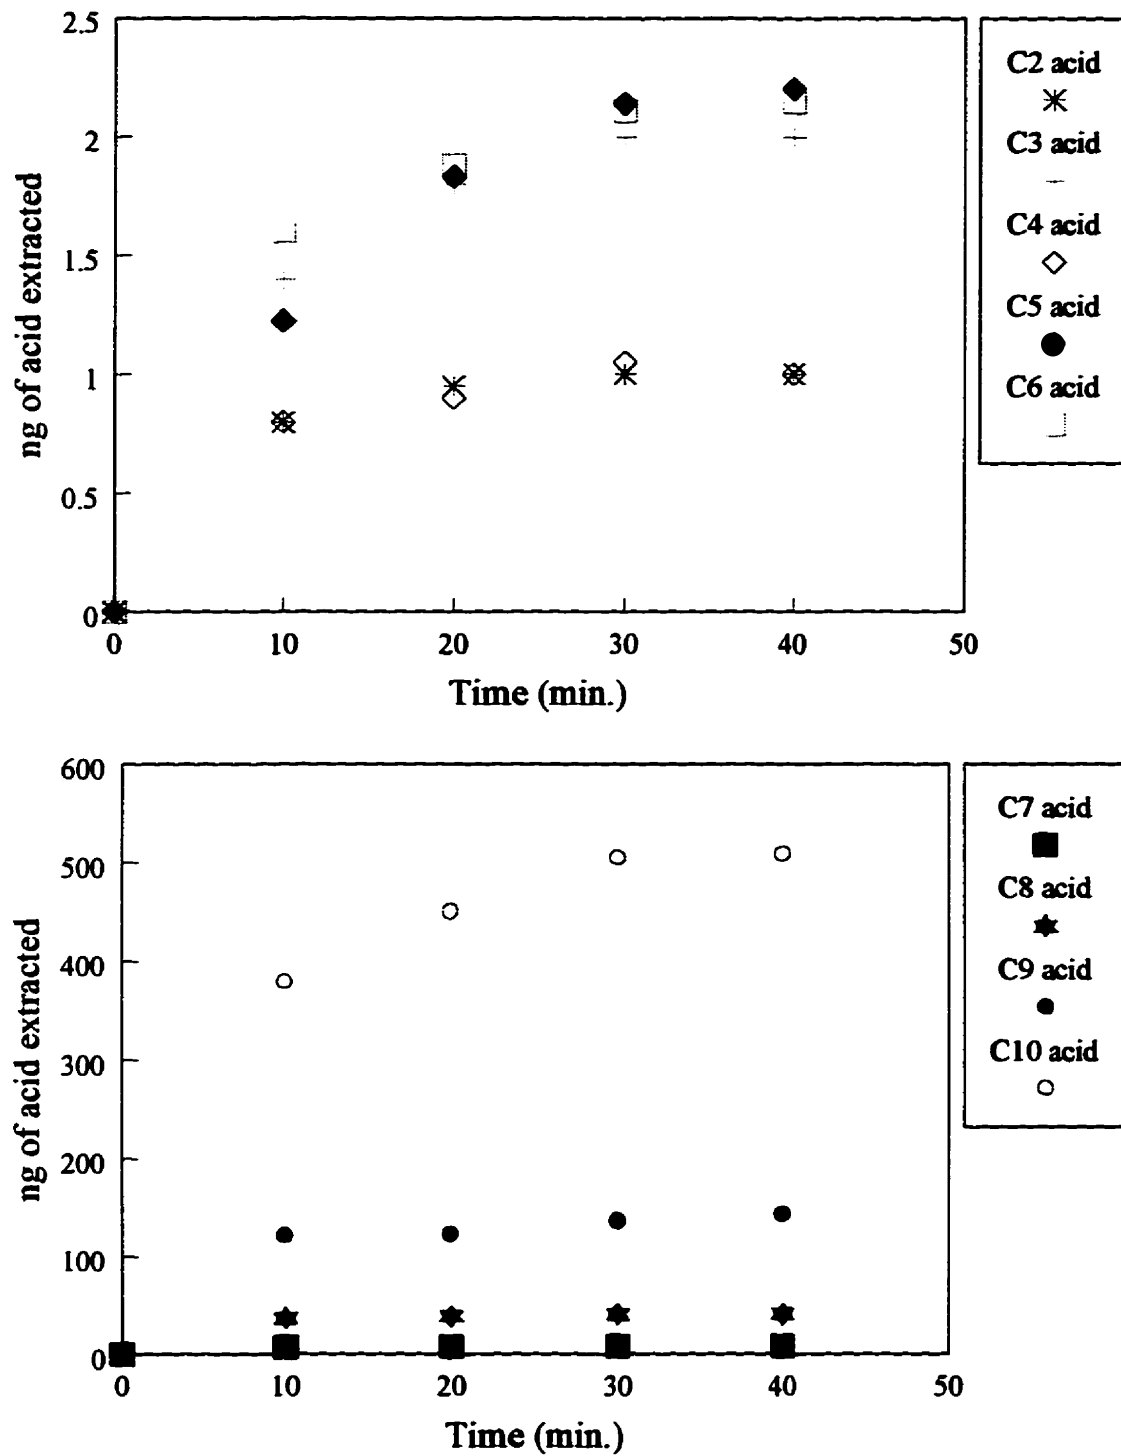 2.5
2
1.5
1
0.5
0
ng of acid extracted
0 10 20 30 40 50
Time (min.)
C2 acid
C3 acid
C4 acid
C5 acid
C6 acid
600
500
400
300
200
100
0
ng of acid extracted
0 10 20 30 40 50
Time (min.)
C7 acid
C8 acid
C9 acid
C10 acid